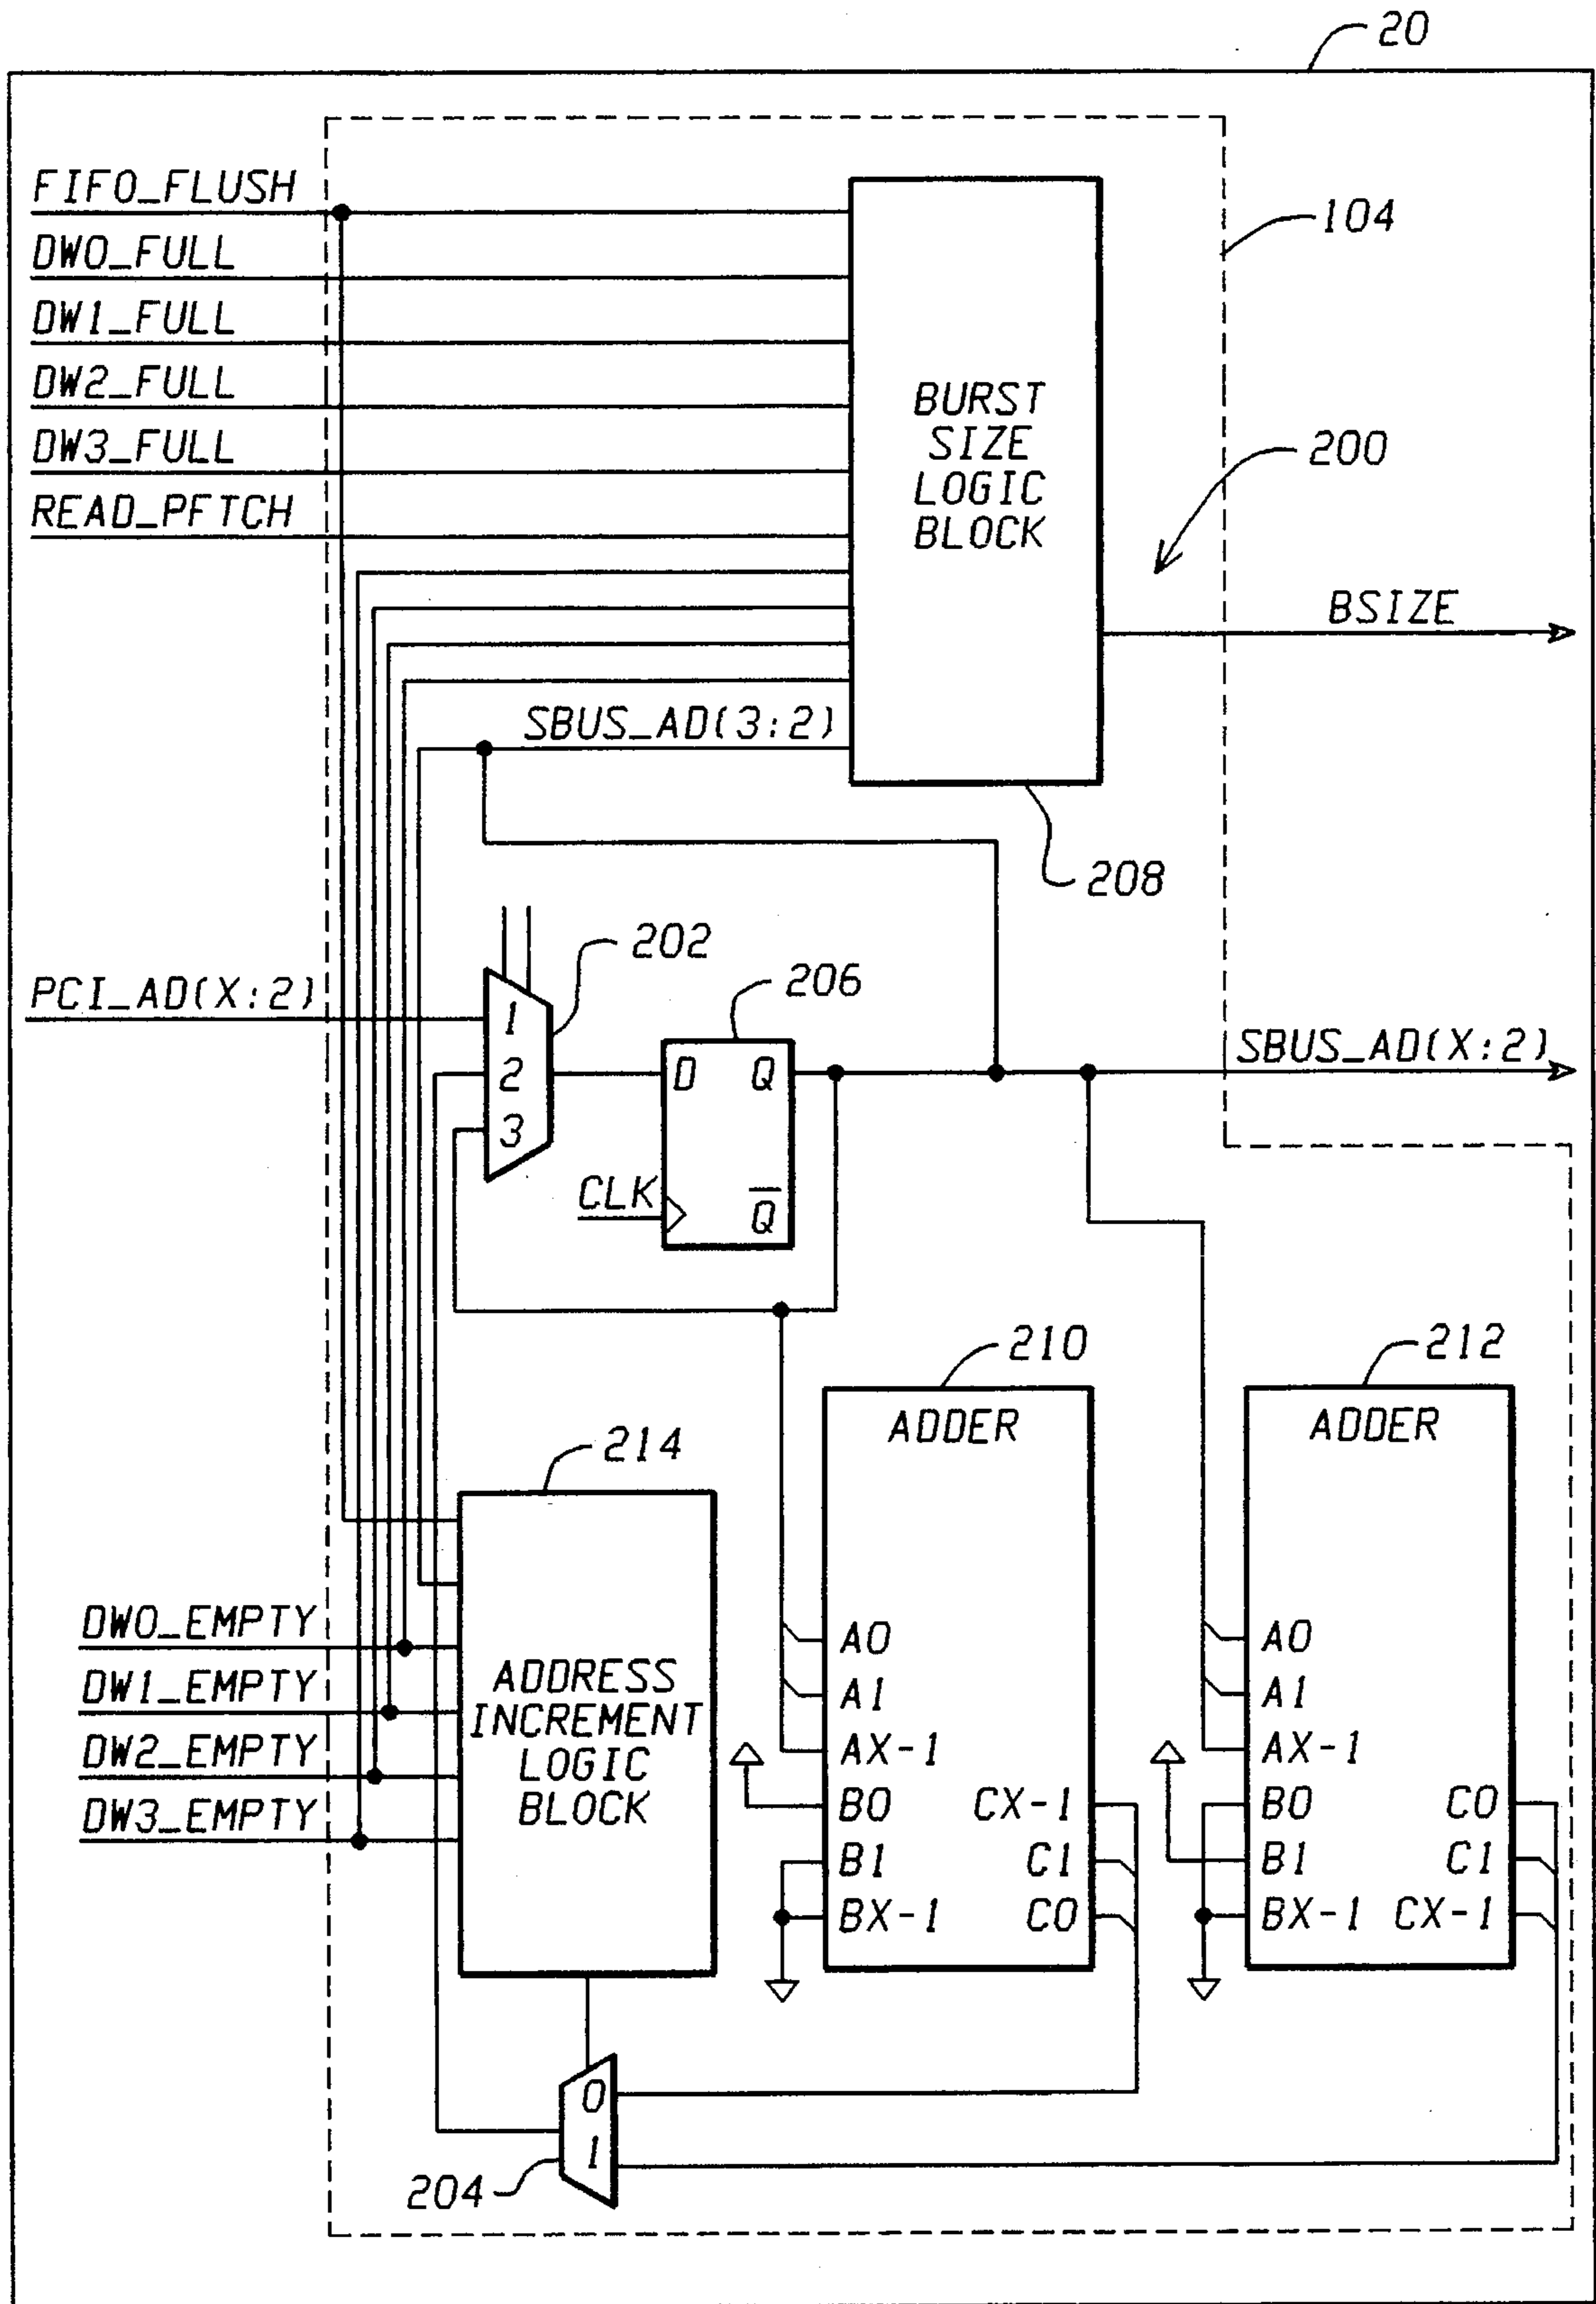 20
FIFO_FLUSH
104
DW0_FULL
DW1_FULL
DW2_FULL
DW3_FULL
READ_PFTCH
BURST
SIZE
LOGIC
BLOCK
200
BSIZE
SBUS_AD(3:2)
208
202
PCI_AD(X:2)
1
2
3
206
D Q
CLK
Q̅
SBUS_AD(X:2)
210
212
214
ADDER
A0
A1
AX-1
B0
B1
BX-1
CX-1
C1
C0
ADDER
A0
A1
AX-1
B0
B1
BX-1
C0
C1
CX-1
DW0_EMPTY
DW1_EMPTY
DW2_EMPTY
DW3_EMPTY
ADDRESS
INCREMENT
LOGIC
BLOCK
0
1
204